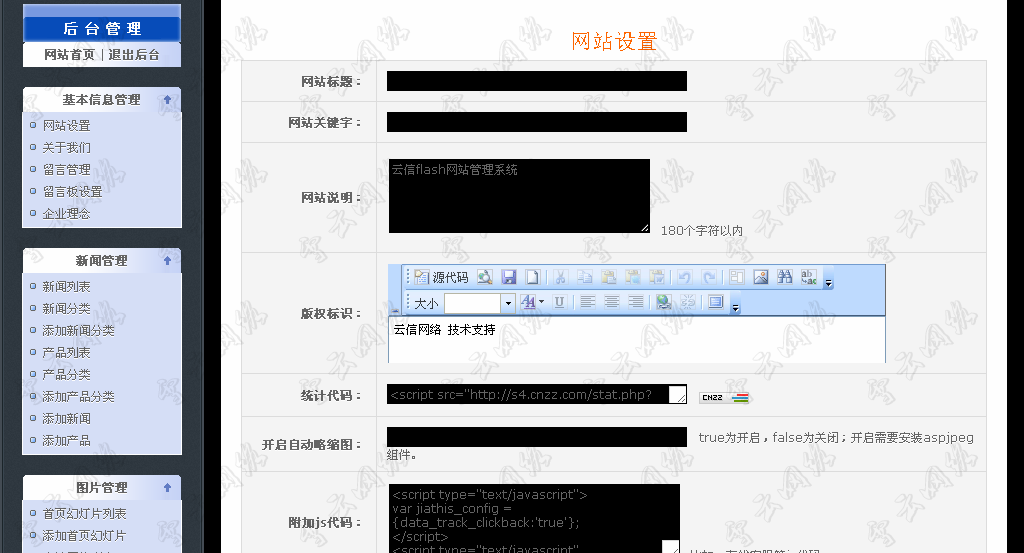 后台管理
网站首页 | 退出后台
基本信息管理
网站设置
关于我们
留言管理
留言板设置
企业理念
新闻管理
新闻列表
新闻分类
添加新闻分类
产品列表
产品分类
添加产品分类
添加新闻
添加产品
图片管理
首页幻灯片列表
添加首页幻灯片
网站设置
网站标题：
网站关键字：
网站说明：
云信flash网站管理系统
180个字符以内
版权标识：
源代码
大小
云信网络 技术支持
统计代码：
<script src="http://s4.cnzz.com/stat.php?
CNZZ
开启自动略缩图：
true为开启，false为关闭；开启需要安装aspjpeg
组件。
附加js代码：
<script type="text/javascript">
var jiathis_config =
{data_track_clickback:'true'};
</script>
<script type="text/javascript"